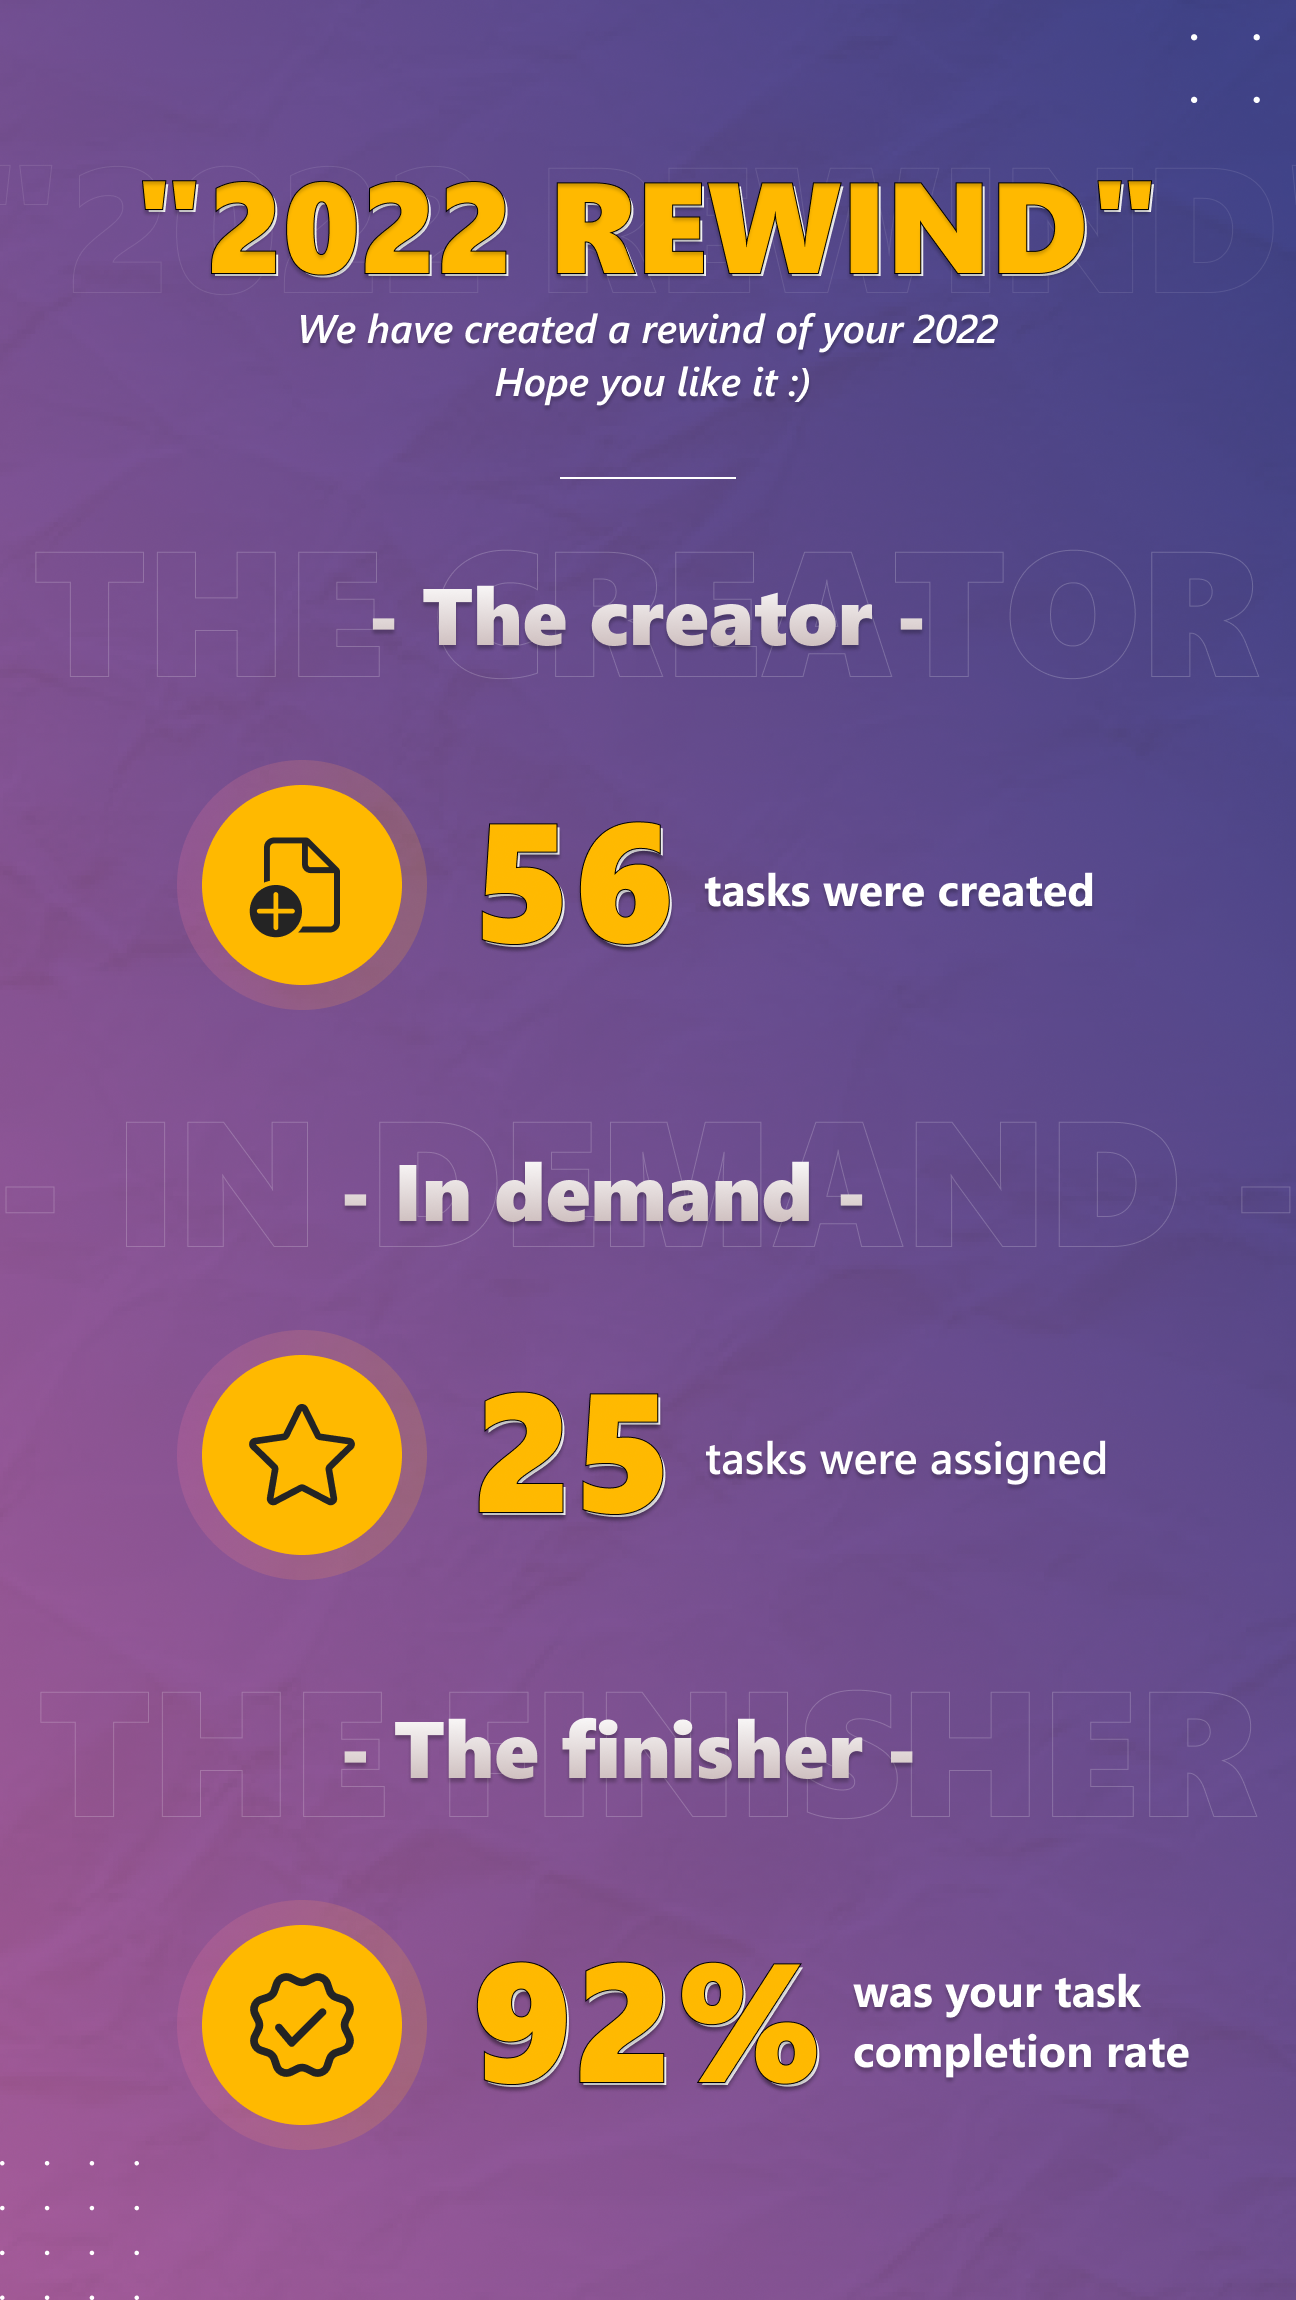 "2022 REWIND"
We have created a rewind of your 2022
Hope you like it :)
THE CREATOR
- The creator -
56 tasks were created
- IN DEMAND -
- In demand -
25 tasks were assigned
THE FINISHER
- The finisher -
92% was your task
completion rate